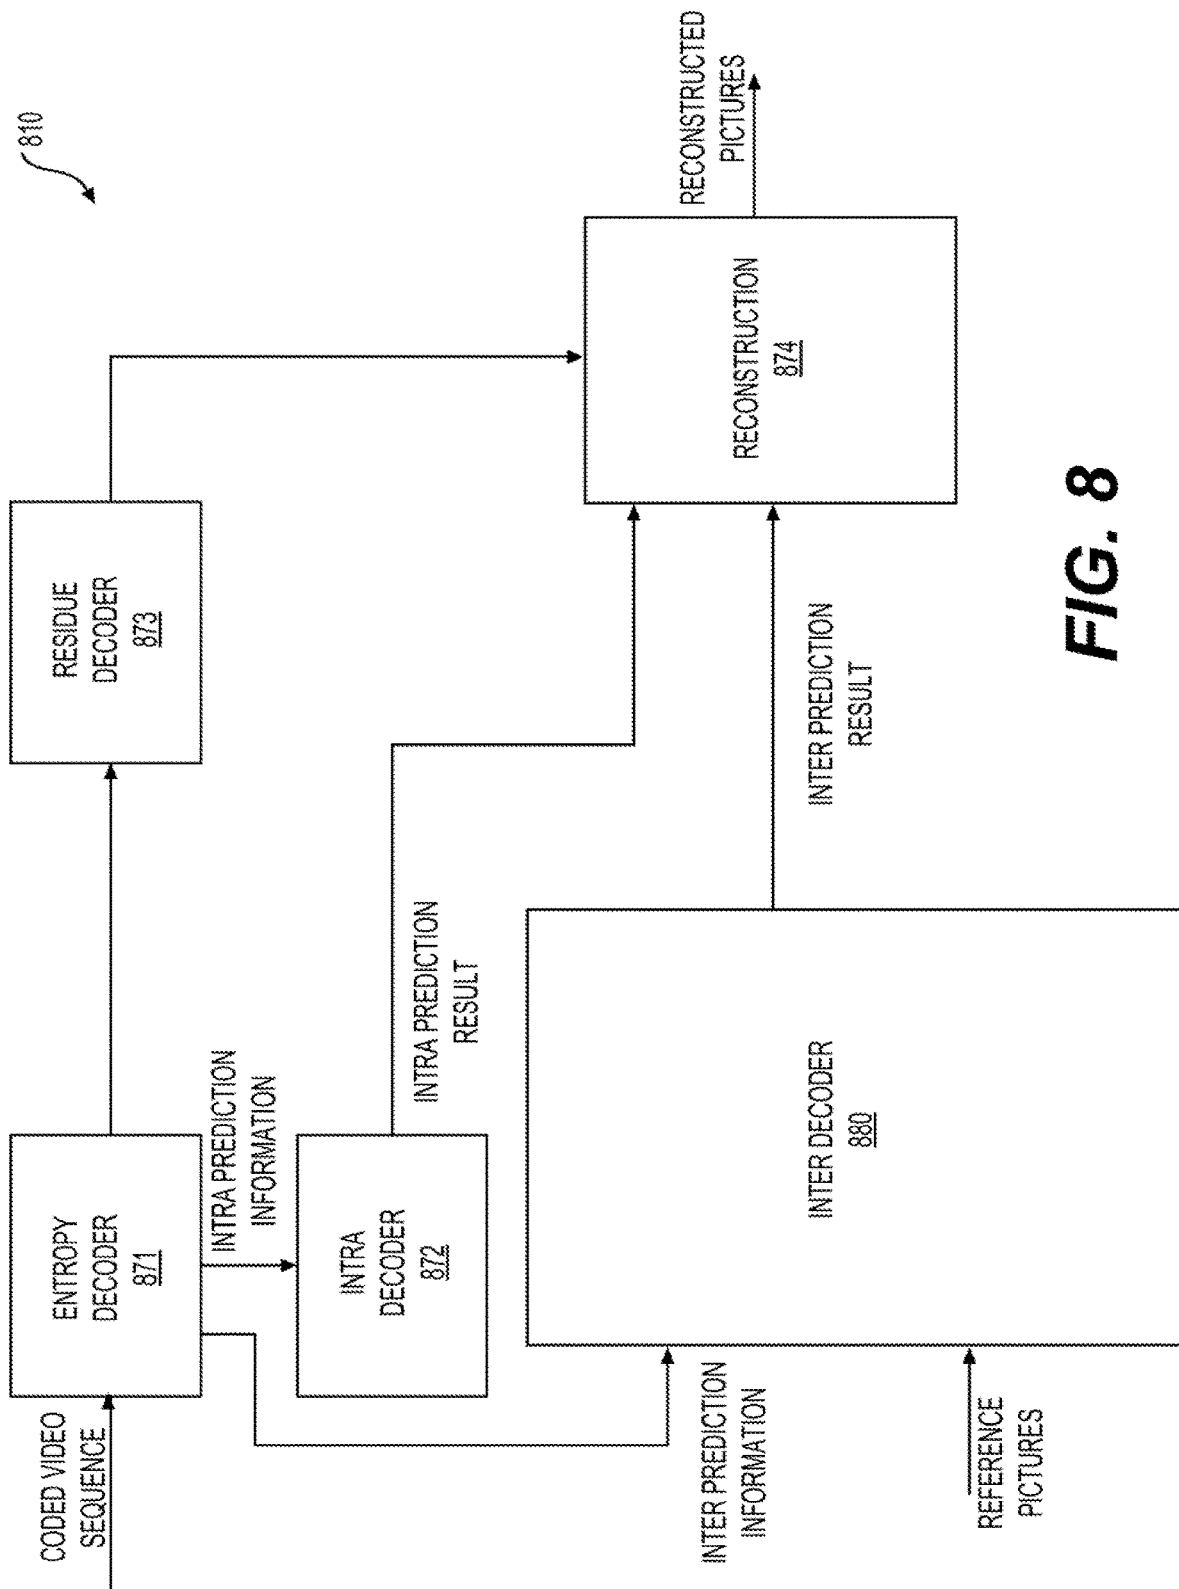 810
CODED VIDEO
SEQUENCE
ENTROPY
DECODER
871
RESIDUE
DECODER
873
INTRA PREDICTION
INFORMATION
INTRA
DECODER
872
INTRA PREDICTION
RESULT
RECONSTRUCTED
PICTURES
RECONSTRUCTION
874
INTER PREDICTION
INFORMATION
INTER DECODER
880
INTER PREDICTION
RESULT
REFERENCE
PICTURES
FIG. 8